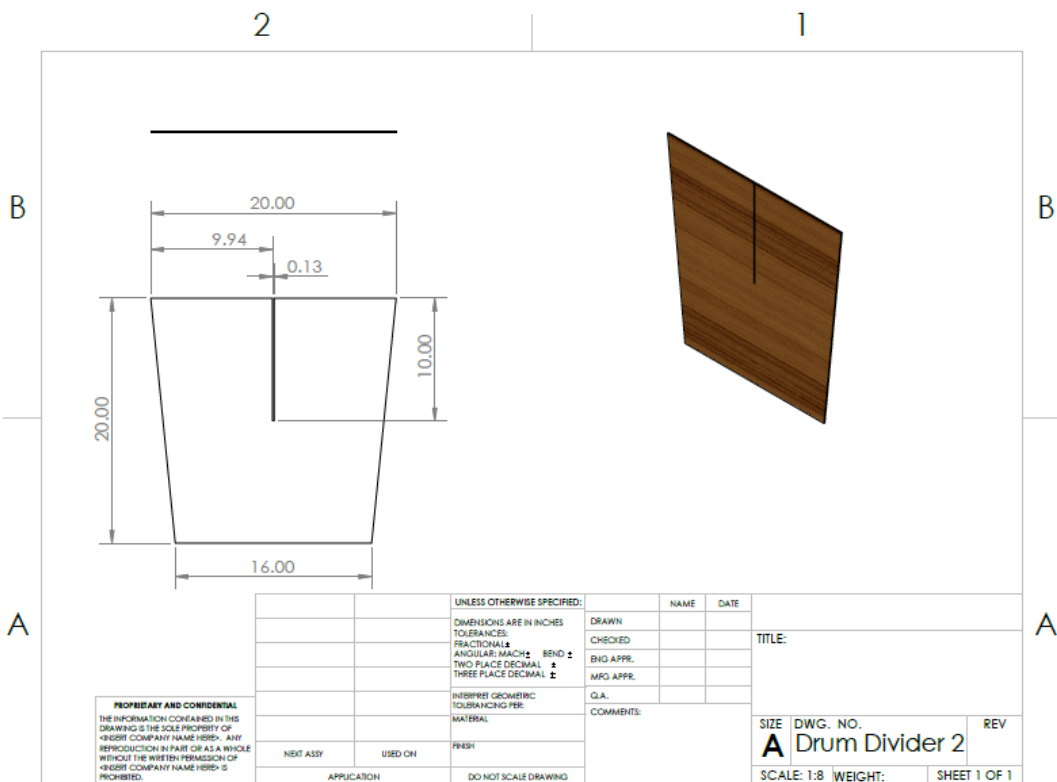 2 1
B B
20.00
9.94
0.13
10.00
20.00
16.00
A A
UNLESS OTHERWISE SPECIFIED:
DIMENSIONS ARE IN INCHES
TOLERANCES:
FRACTIONAL±
ANGULAR: MACH± BEND ±
TWO PLACE DECIMAL ±
THREE PLACE DECIMAL ±
INTERPRET GEOMETRIC
TOLERANCING PER:
MATERIAL
FINISH
DO NOT SCALE DRAWING
NAME DATE
DRAWN
CHECKED
ENG APPR.
MFG APPR.
Q.A.
COMMENTS:
TITLE:
SIZE DWG. NO. REV
A Drum Divider 2
SCALE: 1:8 WEIGHT: SHEET 1 OF 1
PROPRIETARY AND CONFIDENTIAL
THE INFORMATION CONTAINED IN THIS
DRAWING IS THE SOLE PROPERTY OF
<INSERT COMPANY NAME HERE>. ANY
REPRODUCTION IN PART OR AS A WHOLE
WITHOUT THE WRITTEN PERMISSION OF
<INSERT COMPANY NAME HERE> IS
PROHIBITED.
NEXT ASSY USED ON
APPLICATION